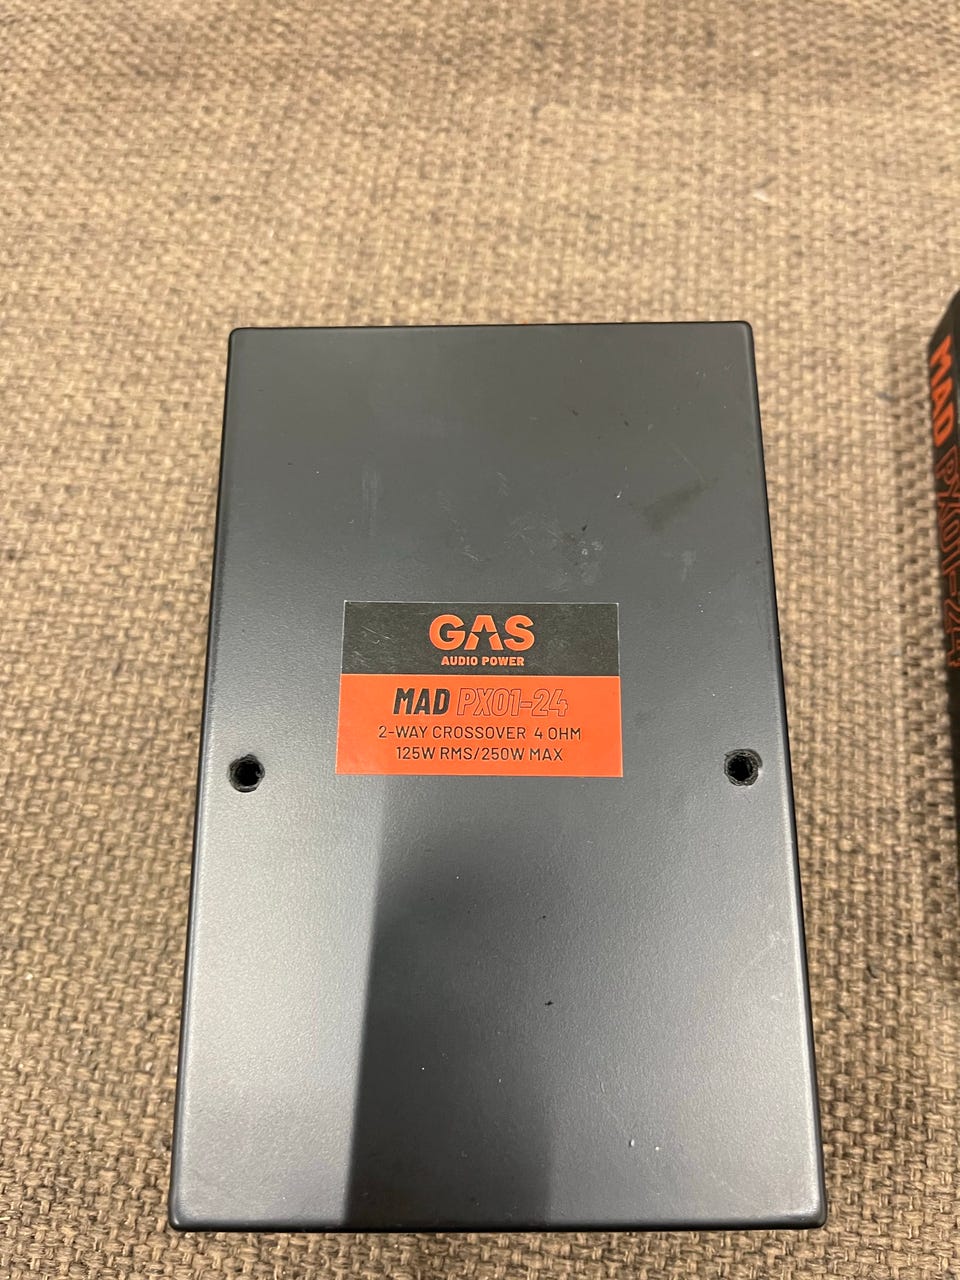 GAS
AUDIO POWER
MAD PX01-24
2-WAY CROSSOVER 4 OHM
125W RMS/250W MAX
MAD PX01-24